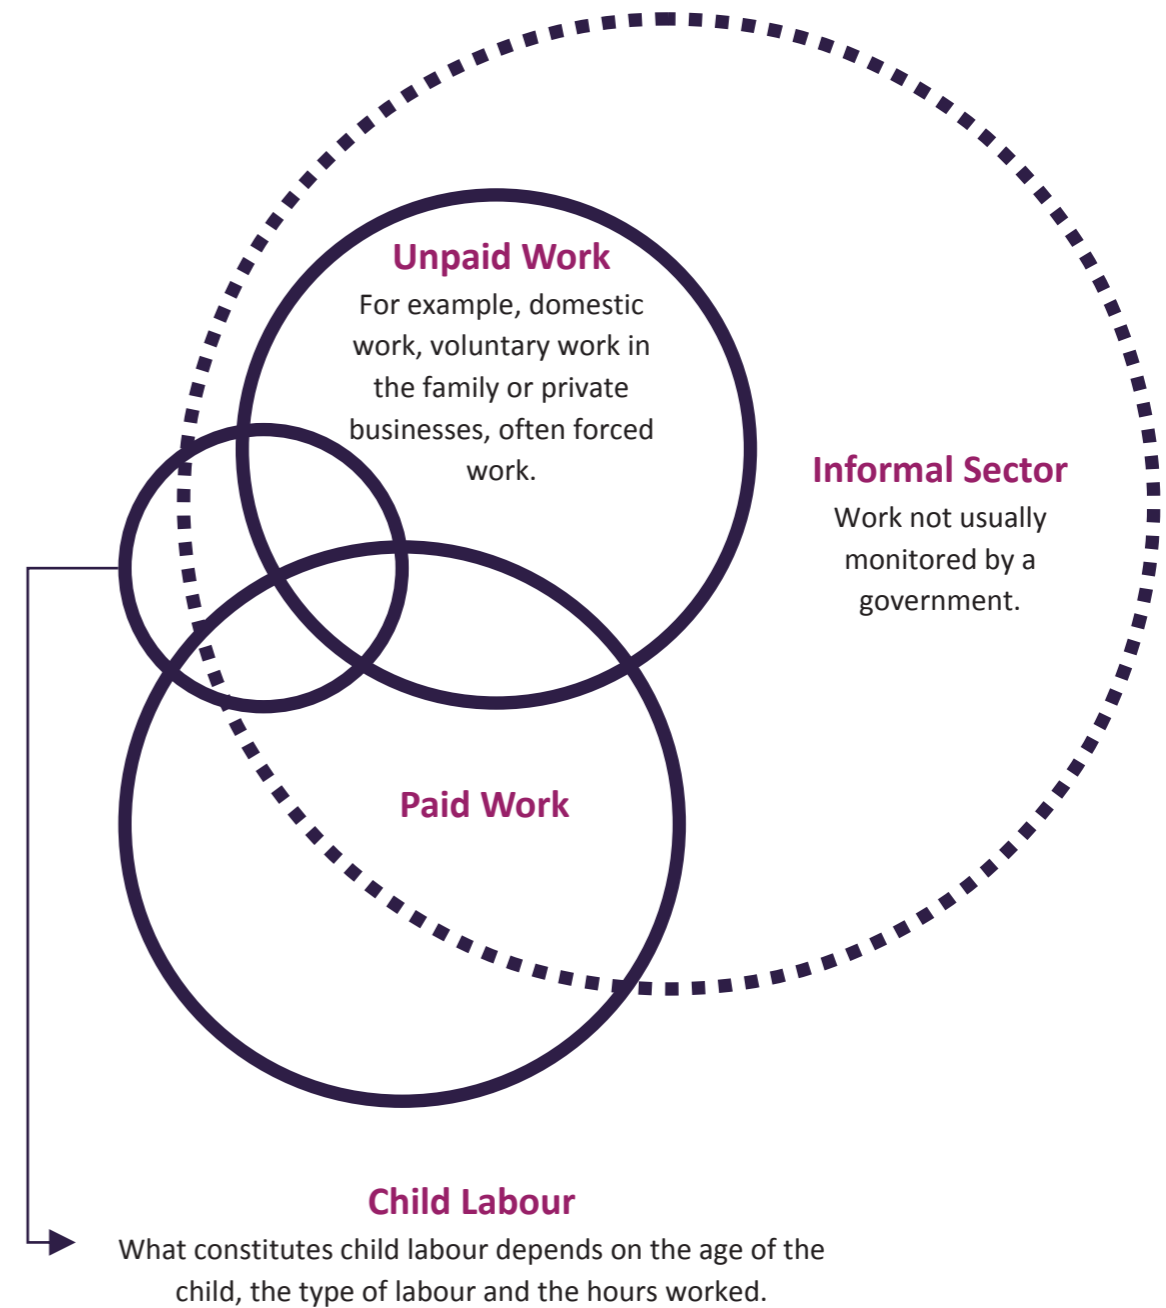 Unpaid Work
For example, domestic
work, voluntary work in
the family or private
businesses, often forced
work.
Informal Sector
Work not usually
monitored by a
government.
Paid Work
Child Labour
What constitutes child labour depends on the age of the
child, the type of labour and the hours worked.